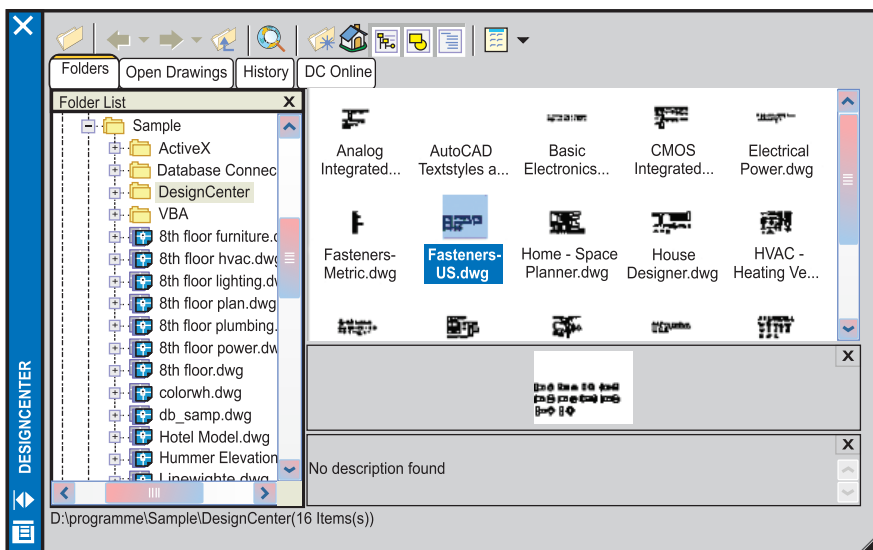 Folders
Open Drawings
History
DC Online
Folder List
X
Sample
ActiveX
Database Connec
DesignCenter
VBA
8th floor furniture.c
8th floor hvac.dwg
8th floor lighting.dw
8th floor plan.dwg
8th floor plumbing.
8th floor power.dw
8th floor.dwg
colorwh.dwg
db_samp.dwg
Hotel Model.dwg
Hummer Elevation
Linewighte.dwg
Analog
Integrated...
AutoCAD
Textstyles a...
Basic
Electronics...
CMOS
Integrated...
Electrical
Power.dwg
Fasteners-
Metric.dwg
Fasteners-
US.dwg
Home - Space
Planner.dwg
House
Designer.dwg
HVAC -
Heating Ve...
X
X
No description found
DESIGNCENTER
D:\programme\Sample\DesignCenter(16 Items(s))